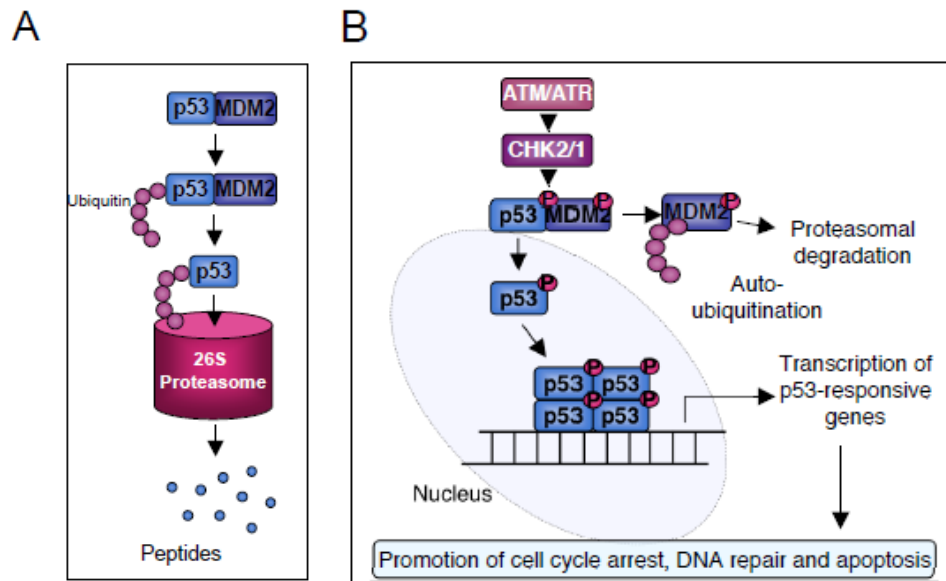 A
p53 MDM2
Ubiquitin
p53 MDM2
p53
26S
Proteasome
Peptides
B
ATM/ATR
CHK2/1
P P
p53 MDM2
P
MDM2
Proteasomal
degradation
Auto-
ubiquitination
P
p53
P P
p53 p53
P P
p53 p53
Transcription of
p53-responsive
genes
Nucleus
Promotion of cell cycle arrest, DNA repair and apoptosis